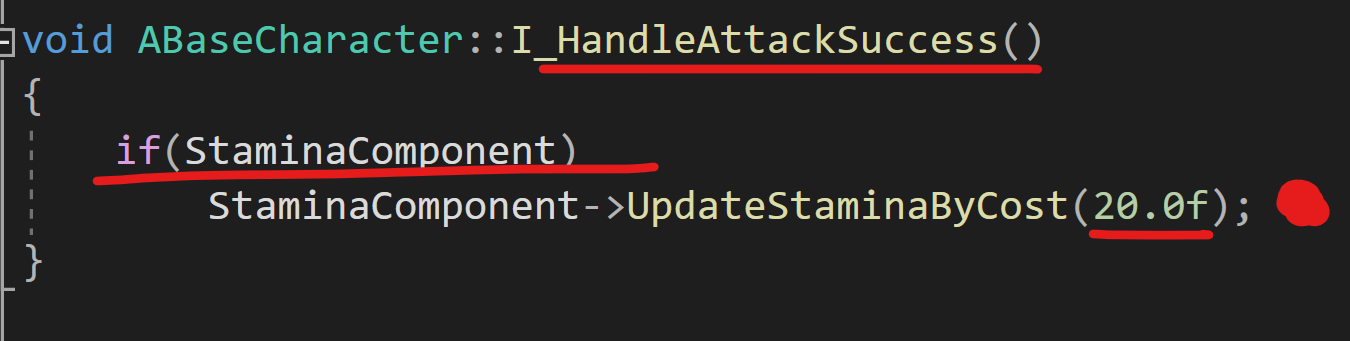 void ABaseCharacter::I_HandleAttackSuccess()
{
if(StaminaComponent)
StaminaComponent->UpdateStaminaByCost(20.0f);
}